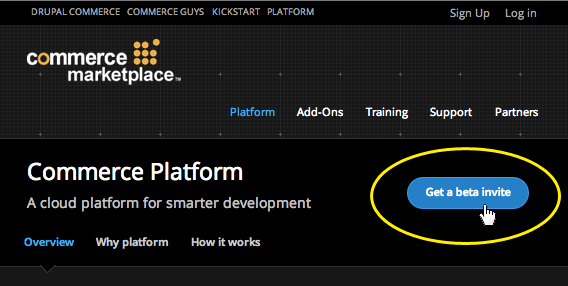 DRUPAL COMMERCE COMMERCE GUYS KICKSTART PLATFORM
Sign Up Log in
commerce
marketplace™
Platform Add-Ons Training Support Partners
Commerce Platform
A cloud platform for smarter development
Get a beta invite
Overview Why platform How it works